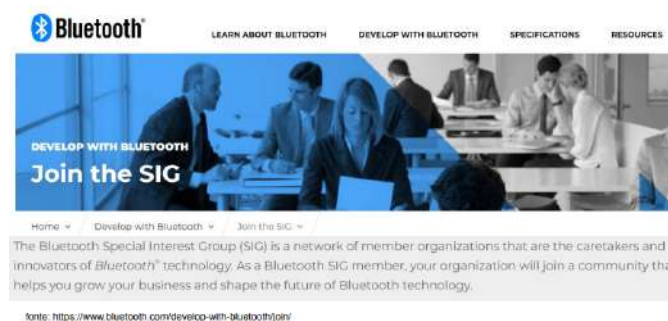 Bluetooth®
LEARN ABOUT BLUETOOTH DEVELOP WITH BLUETOOTH SPECIFICATIONS RESOURCES
DEVELOP WITH BLUETOOTH
Join the SIG
Home Develop with Bluetooth Join the SIG
The Bluetooth Special Interest Group (SIG) is a network of member organizations that are the caretakers and
innovators of Bluetooth® technology. As a Bluetooth SIG member, your organization will join a community tha
helps you grow your business and shape the future of Bluetooth technology.
fonte: https://www.bluetooth.com/develop-with-bluetooth/join/